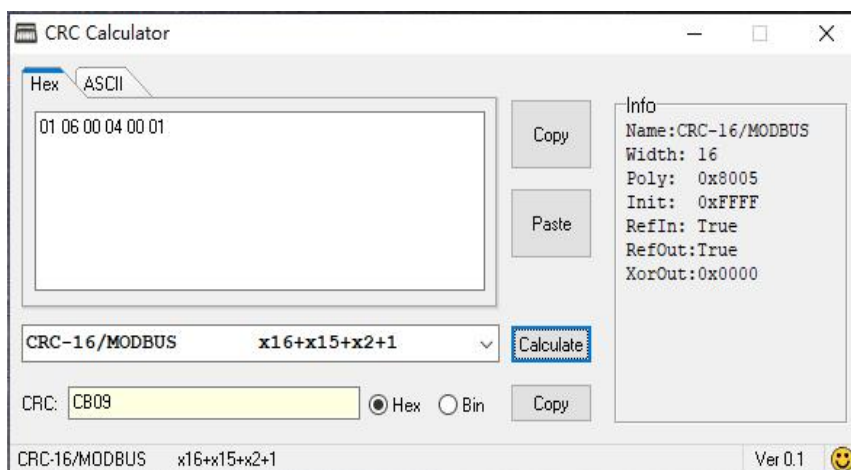 CRC Calculator
Hex ASCII
01 06 00 04 00 01
Copy
Paste
Info
Name:CRC-16/MODBUS
Width: 16
Poly: 0x8005
Init: 0xFFFF
RefIn: True
RefOut:True
XorOut:0x0000
CRC-16/MODBUS x16+x15+x2+1
Calculate
CRC: CB09 Hex Bin Copy
CRC-16/MODBUS x16+x15+x2+1 Ver 0.1